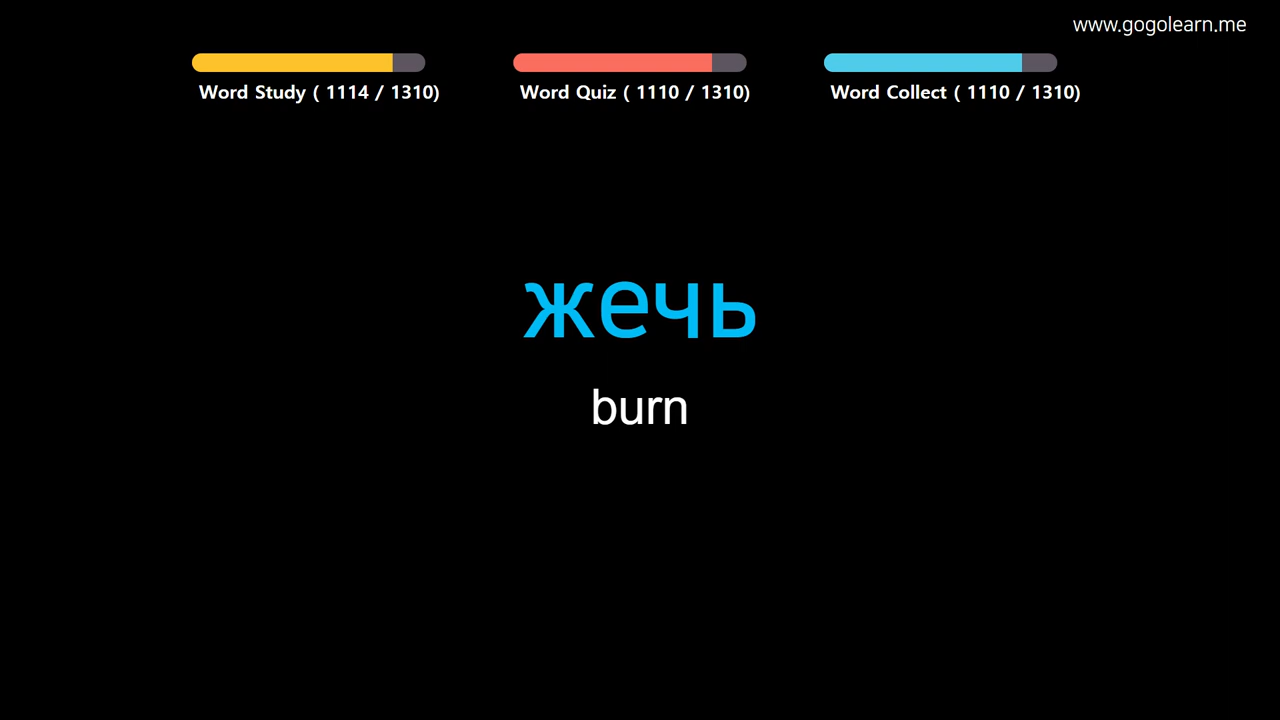 www.gogolearn.me
Word Study ( 1114 / 1310)
Word Quiz ( 1110 / 1310)
Word Collect ( 1110 / 1310)
жечь
burn